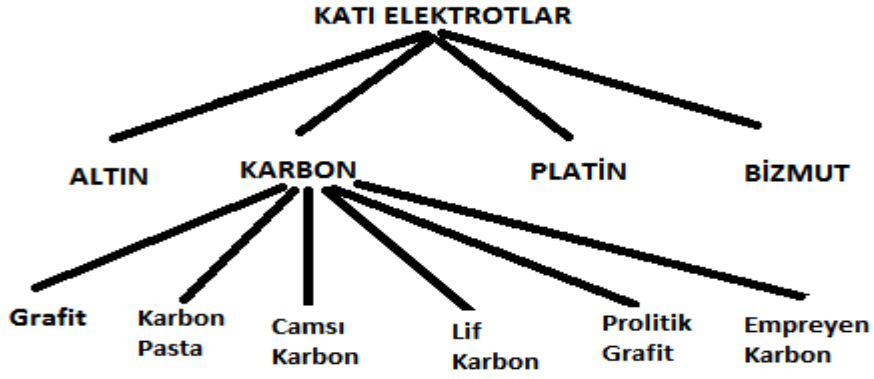 KATI ELEKTROTLAR
ALTIN
KARBON
PLATİN
BİZMUT
Grafit
Karbon
Pasta
Camsı
Karbon
Lif
Karbon
Prolitik
Grafit
Empreyen
Karbon